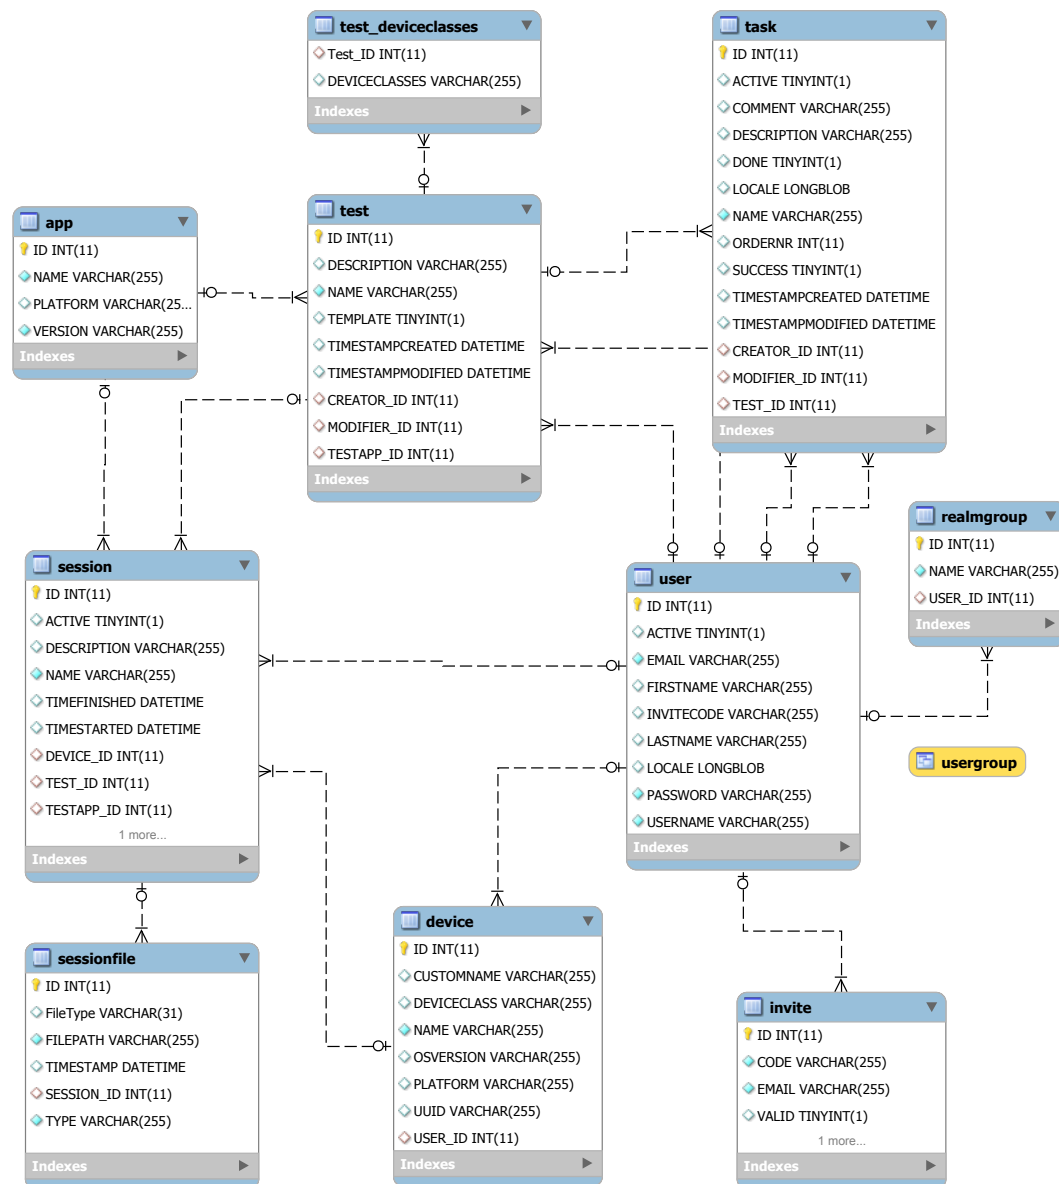 test_deviceclasses
Test_ID INT(11)
DEVICECLASSES VARCHAR(255)
Indexes
task
ID INT(11)
ACTIVE TINYINT(1)
COMMENT VARCHAR(255)
DESCRIPTION VARCHAR(255)
DONE TINYINT(1)
LOCALE LONGBLOB
NAME VARCHAR(255)
ORDERNR INT(11)
SUCCESS TINYINT(1)
TIMESTAMPCREATED DATETIME
TIMESTAMPMODIFIED DATETIME
CREATOR_ID INT(11)
MODIFIER_ID INT(11)
TEST_ID INT(11)
Indexes
app
ID INT(11)
NAME VARCHAR(255)
PLATFORM VARCHAR(25...
VERSION VARCHAR(255)
Indexes
test
ID INT(11)
DESCRIPTION VARCHAR(255)
NAME VARCHAR(255)
TEMPLATE TINYINT(1)
TIMESTAMPCREATED DATETIME
TIMESTAMPMODIFIED DATETIME
CREATOR_ID INT(11)
MODIFIER_ID INT(11)
TESTAPP_ID INT(11)
Indexes
realmgroup
ID INT(11)
NAME VARCHAR(255)
USER_ID INT(11)
Indexes
session
ID INT(11)
ACTIVE TINYINT(1)
DESCRIPTION VARCHAR(255)
NAME VARCHAR(255)
TIMEFINISHED DATETIME
TIMESTARTED DATETIME
DEVICE_ID INT(11)
TEST_ID INT(11)
TESTAPP_ID INT(11)
1 more...
Indexes
user
ID INT(11)
ACTIVE TINYINT(1)
EMAIL VARCHAR(255)
FIRSTNAME VARCHAR(255)
INVITECODE VARCHAR(255)
LASTNAME VARCHAR(255)
LOCALE LONGBLOB
PASSWORD VARCHAR(255)
USERNAME VARCHAR(255)
Indexes
usergroup
sessionfile
ID INT(11)
FileType VARCHAR(31)
FILEPATH VARCHAR(255)
TIMESTAMP DATETIME
SESSION_ID INT(11)
TYPE VARCHAR(255)
Indexes
device
ID INT(11)
CUSTOMNAME VARCHAR(255)
DEVICECLASS VARCHAR(255)
NAME VARCHAR(255)
OSVERSION VARCHAR(255)
PLATFORM VARCHAR(255)
UUID VARCHAR(255)
USER_ID INT(11)
Indexes
invite
ID INT(11)
CODE VARCHAR(255)
EMAIL VARCHAR(255)
VALID TINYINT(1)
1 more...
Indexes